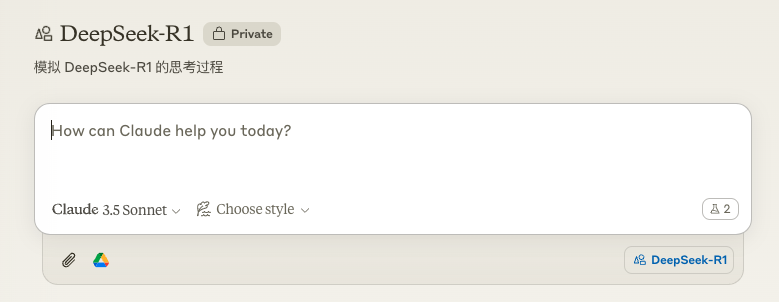 DeepSeek-R1 Private
模拟 DeepSeek-R1 的思考过程
How can Claude help you today?
Claude 3.5 Sonnet Choose style 2
DeepSeek-R1